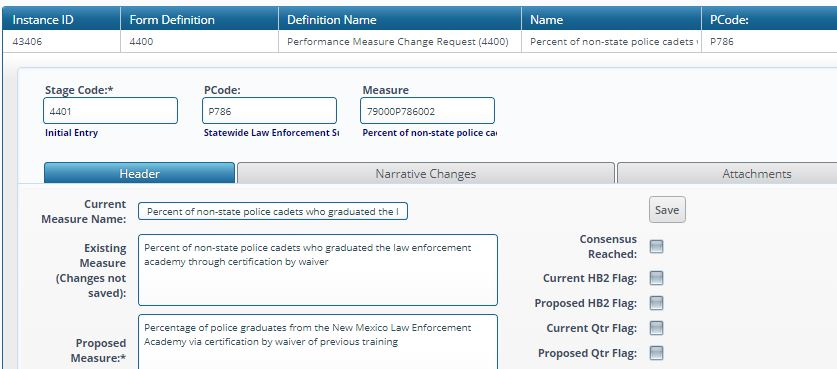 Instance ID Form Definition Definition Name Name PCode:
43406 4400 Performance Measure Change Request (4400) Percent of non-state police cadets P786
Stage Code:* PCode: Measure
4401 P786 79000P786002
Initial Entry Statewide Law Enforcement Percent of non-state police
Header Narrative Changes Attachments
Current Measure Name: Percent of non-state police cadets who graduated the
Save
Existing Measure (Changes not saved):
Percent of non-state police cadets who graduated the law enforcement
academy through certification by waiver
Proposed Measure:*
Percentage of police graduates from the New Mexico Law Enforcement
Academy via certification by waiver of previous training
Consensus
Reached:
Current HB2 Flag:
Proposed HB2 Flag:
Current Qtr Flag:
Proposed Qtr Flag: